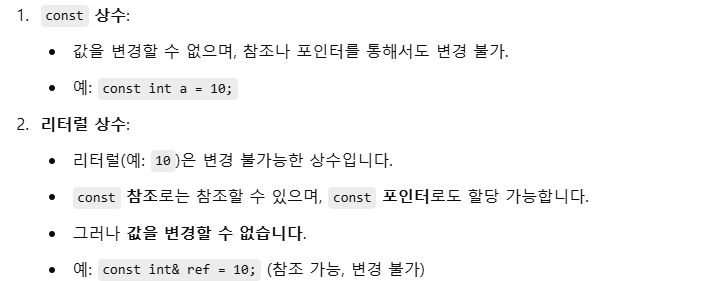 1. const 상수:
• 값을 변경할 수 없으며, 참조나 포인터를 통해서도 변경 불가.
• 예: const int a = 10;
2. 리터럴 상수:
• 리터럴(예: 10)은 변경 불가능한 상수입니다.
• const 참조로는 참조할 수 있으며, const 포인터로도 할당 가능합니다.
• 그러나 값을 변경할 수 없습니다.
• 예: const int& ref = 10; (참조 가능, 변경 불가)